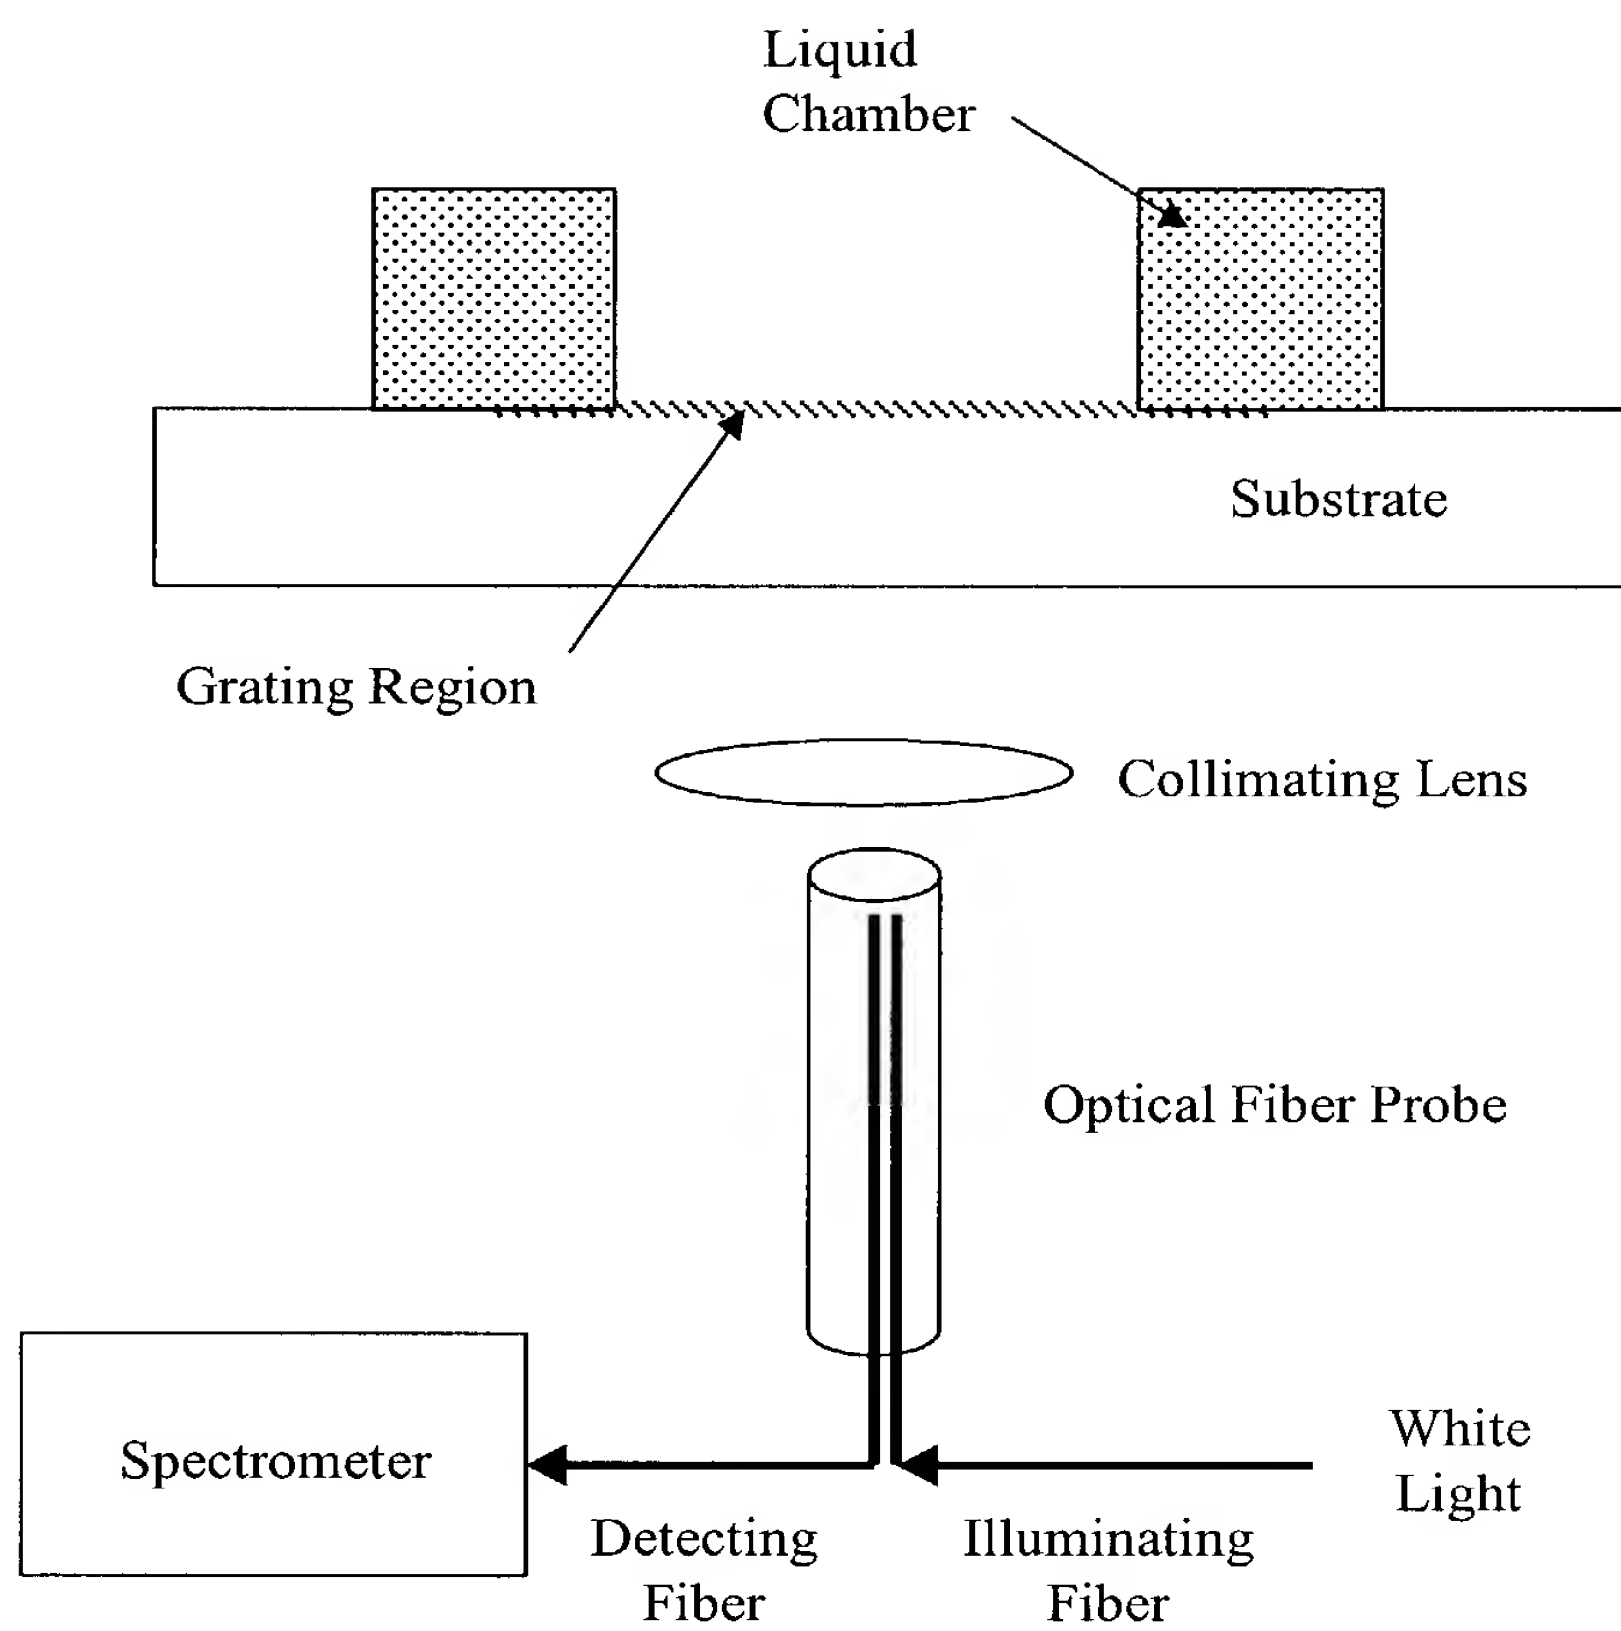 Liquid
Chamber
Substrate
Grating Region
Collimating Lens
Optical Fiber Probe
White
Light
Spectrometer
Detecting
Fiber
Illuminating
Fiber